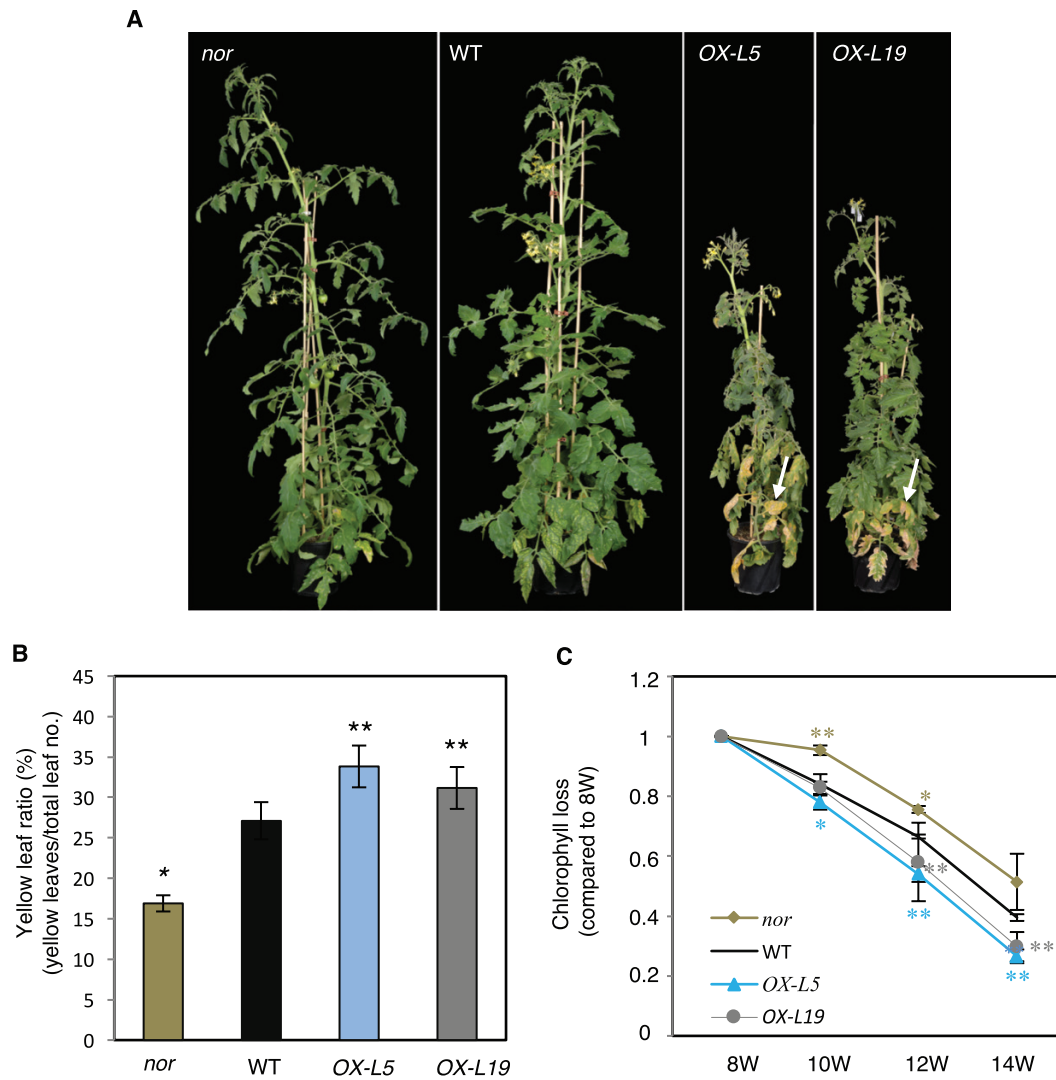 A
nor
WT
OX-L5
OX-L19
B
Yellow leaf ratio (%)
(yellow leaves/total leaf no.)
45
40
35
30
25
20
15
10
5
0
*
**
**
nor
WT
OX-L5
OX-L19
C
Chlorophyll loss
(compared to 8W)
1.2
1
0.8
0.6
0.4
0.2
0
**
*
*
**
**
**
**
nor
WT
OX-L5
OX-L19
8W
10W
12W
14W